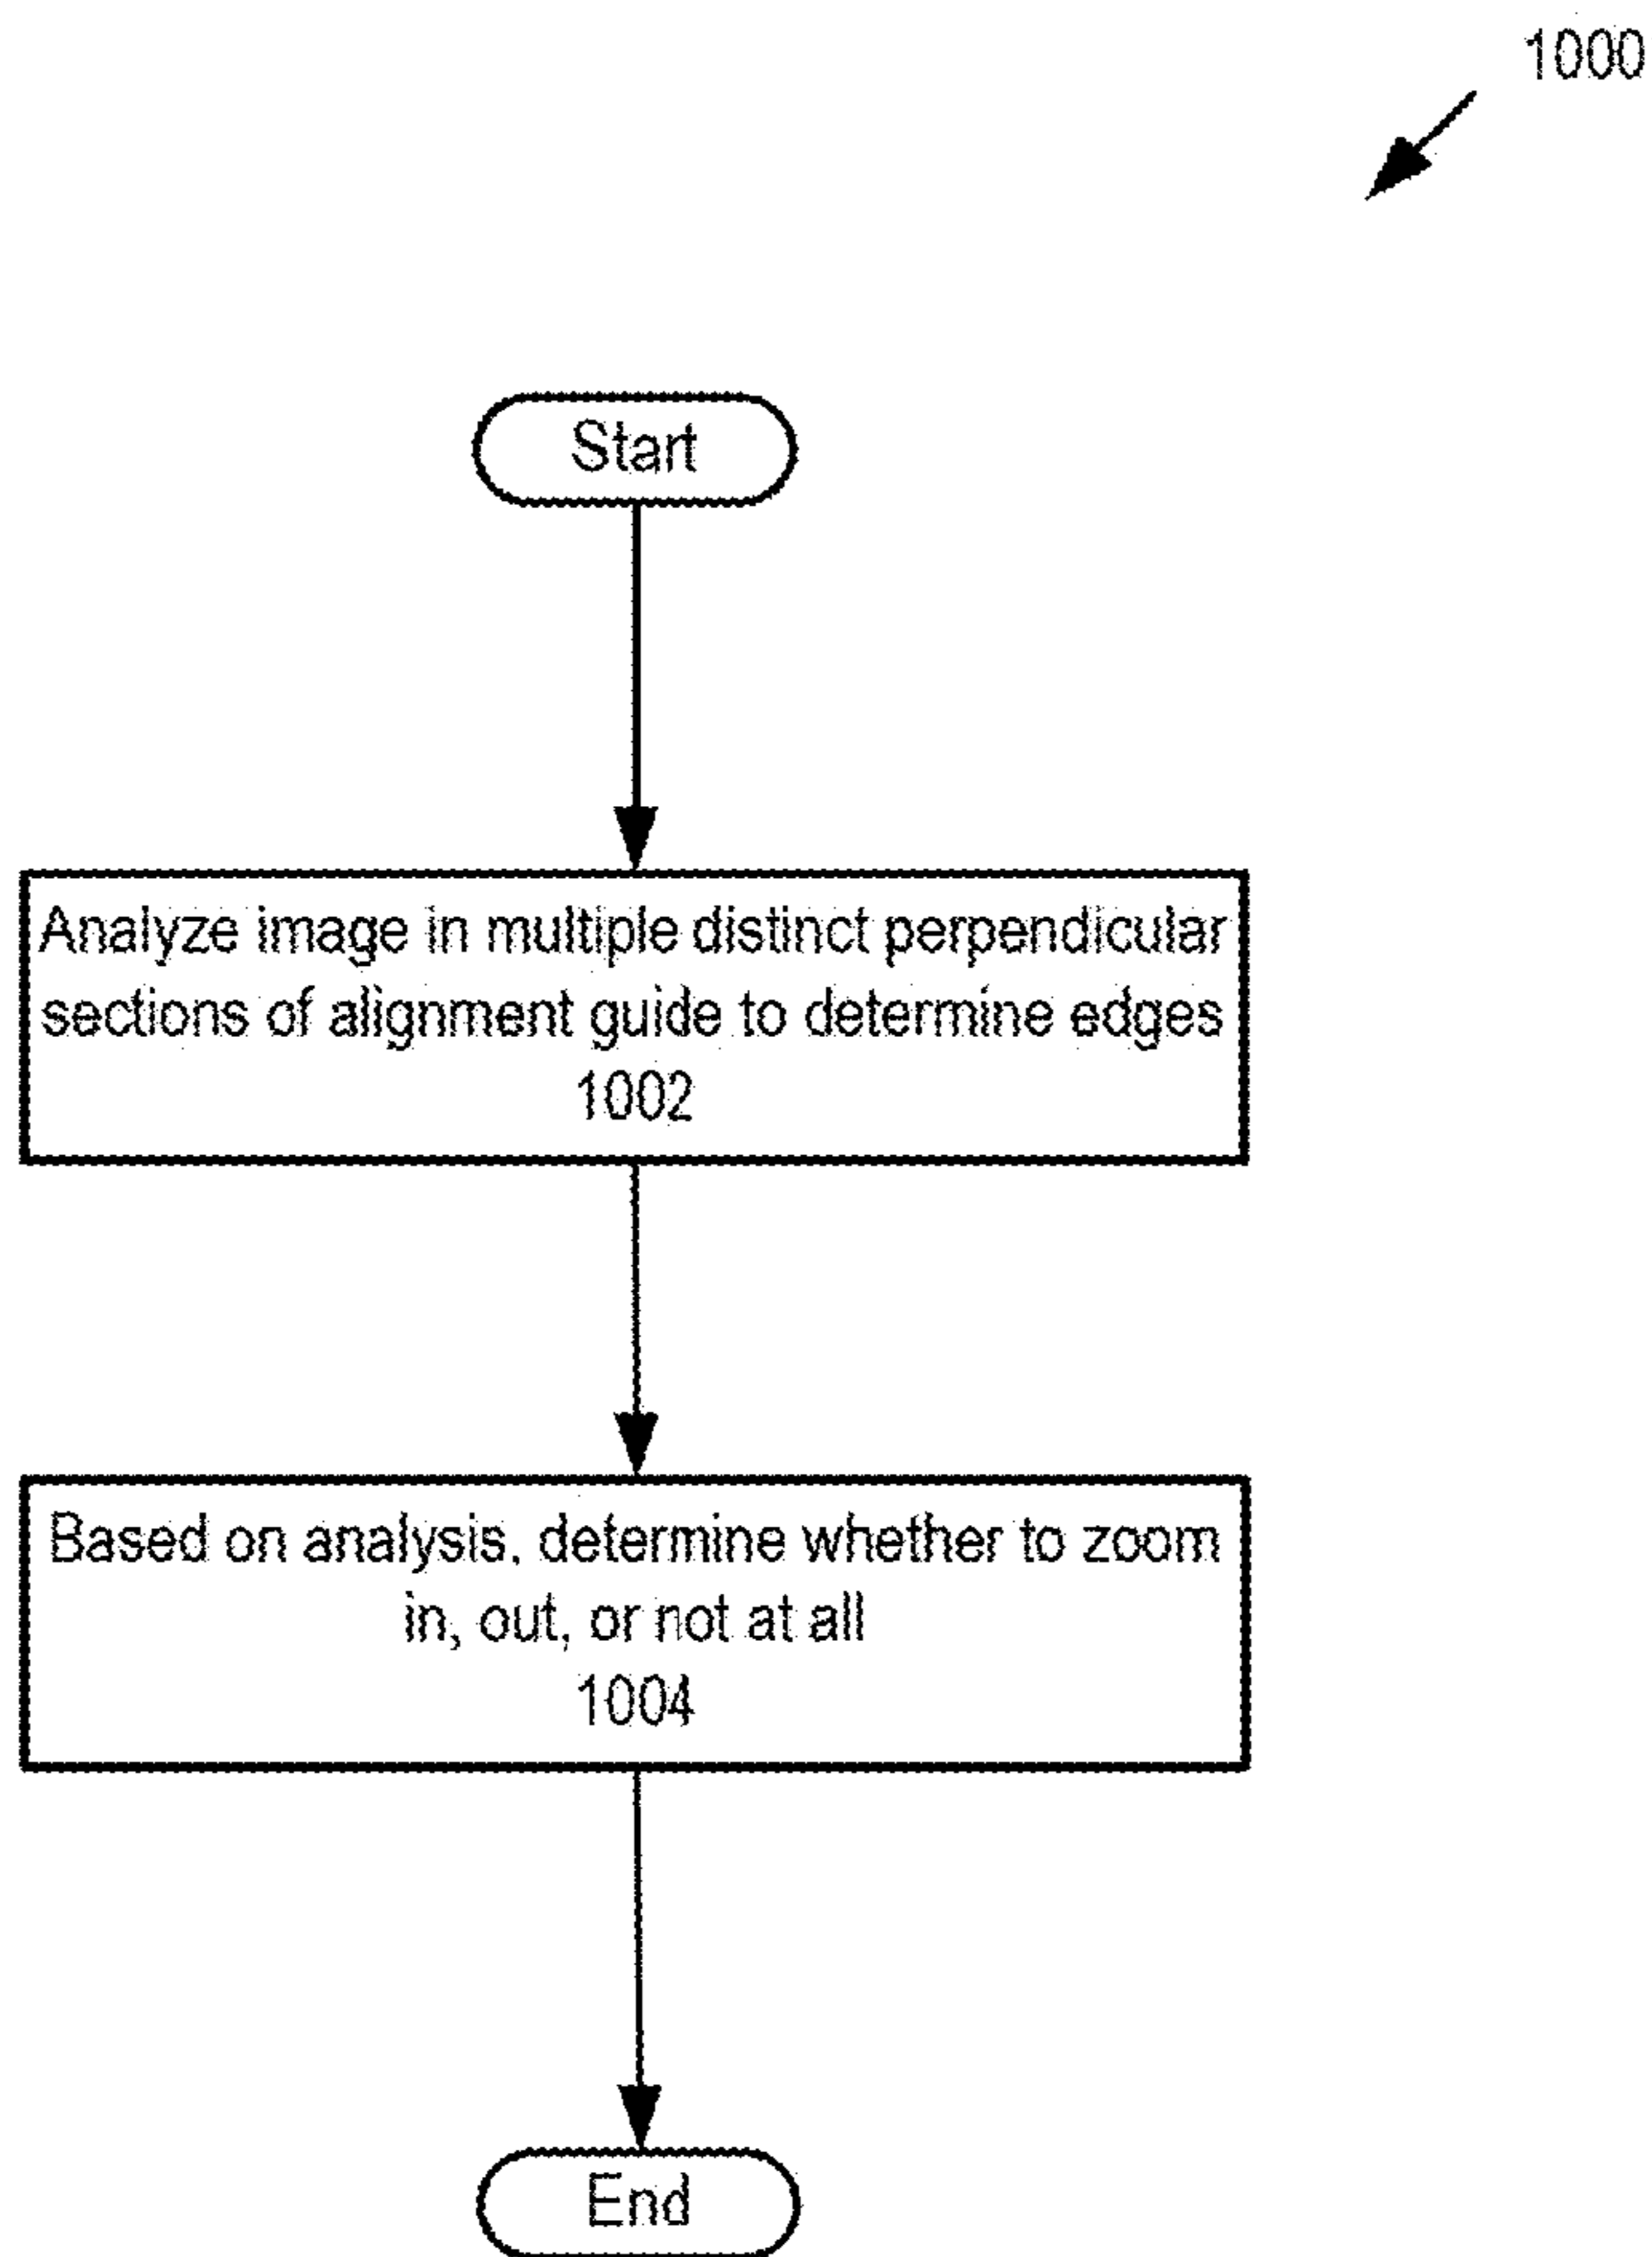 1000
Start
Analyze image in multiple distinct perpendicular
sections of alignment guide to determine edges
1002
Based on analysis, determine whether to zoom
in, out, or not at all
1004
End